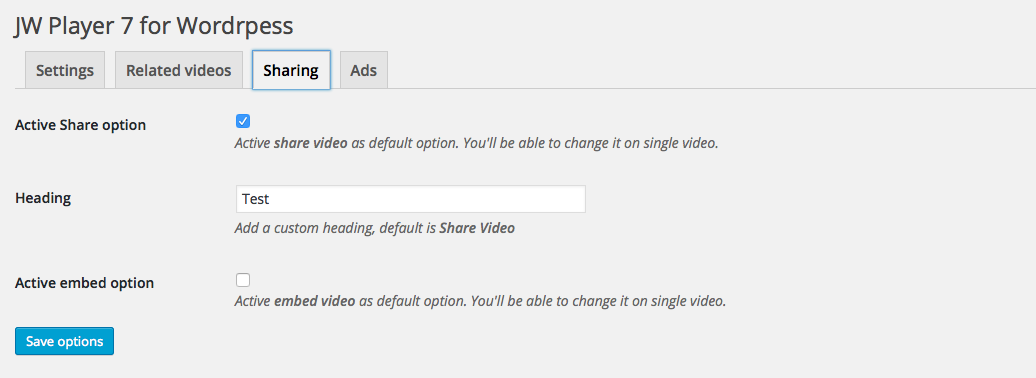 JW Player 7 for Wordrpess
Settings Related videos Sharing Ads
Active Share option
Active share video as default option. You'll be able to change it on single video.
Heading Test
Add a custom heading, default is Share Video
Active embed option
Active embed video as default option. You'll be able to change it on single video.
Save options